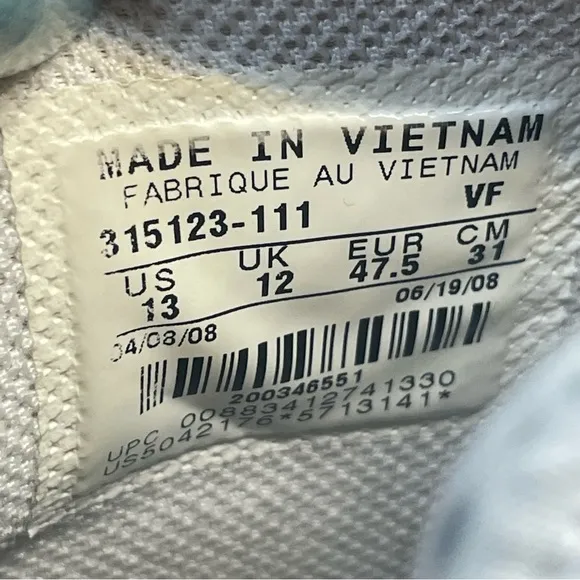 MADE IN VIETNAM
FABRIQUE AU VIETNAM
315123-111 VF
US UK EUR CM
13 12 47.5 31
04/08/08 06/19/08
200346551
UPC 00883412741330
US5042176*5713141*